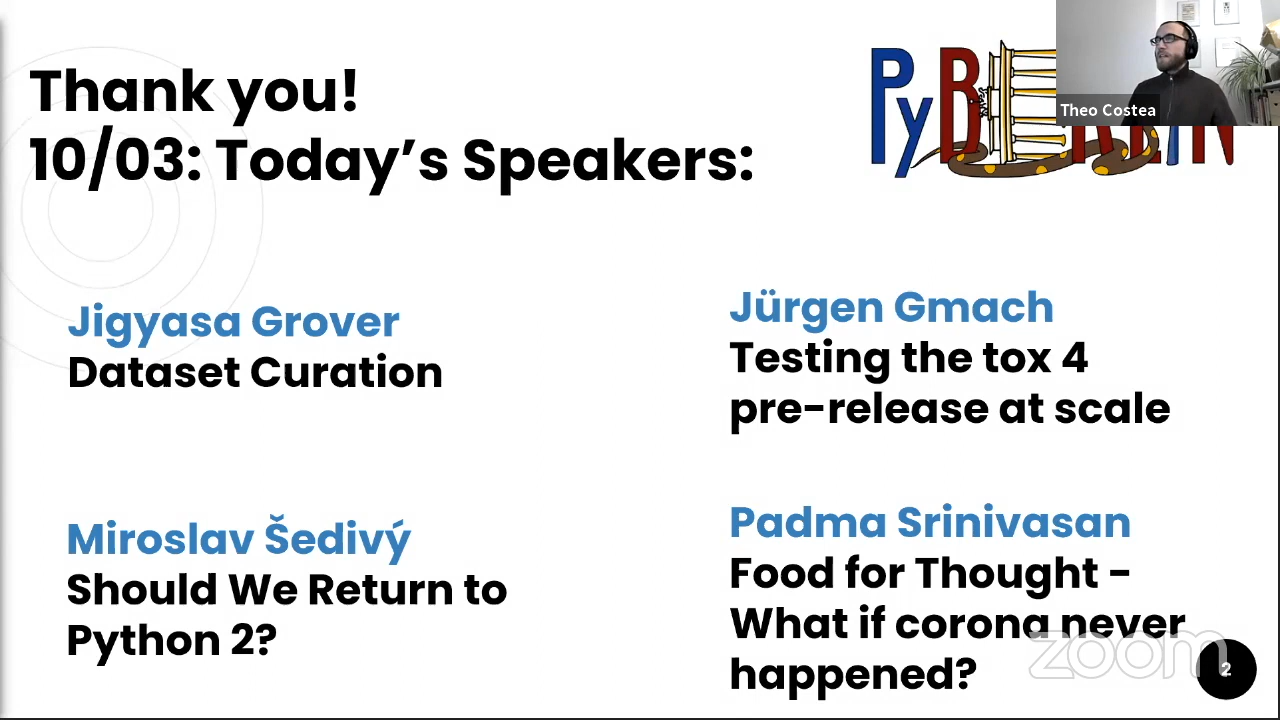 Thank you!
10/03: Today's Speakers:
Theo Costea
Jigyasa Grover
Dataset Curation
Jürgen Gmach
Testing the tox 4
pre-release at scale
Miroslav Šedivý
Should We Return to
Python 2?
Padma Srinivasan
Food for Thought -
What if corona never
happened?
zoom
2